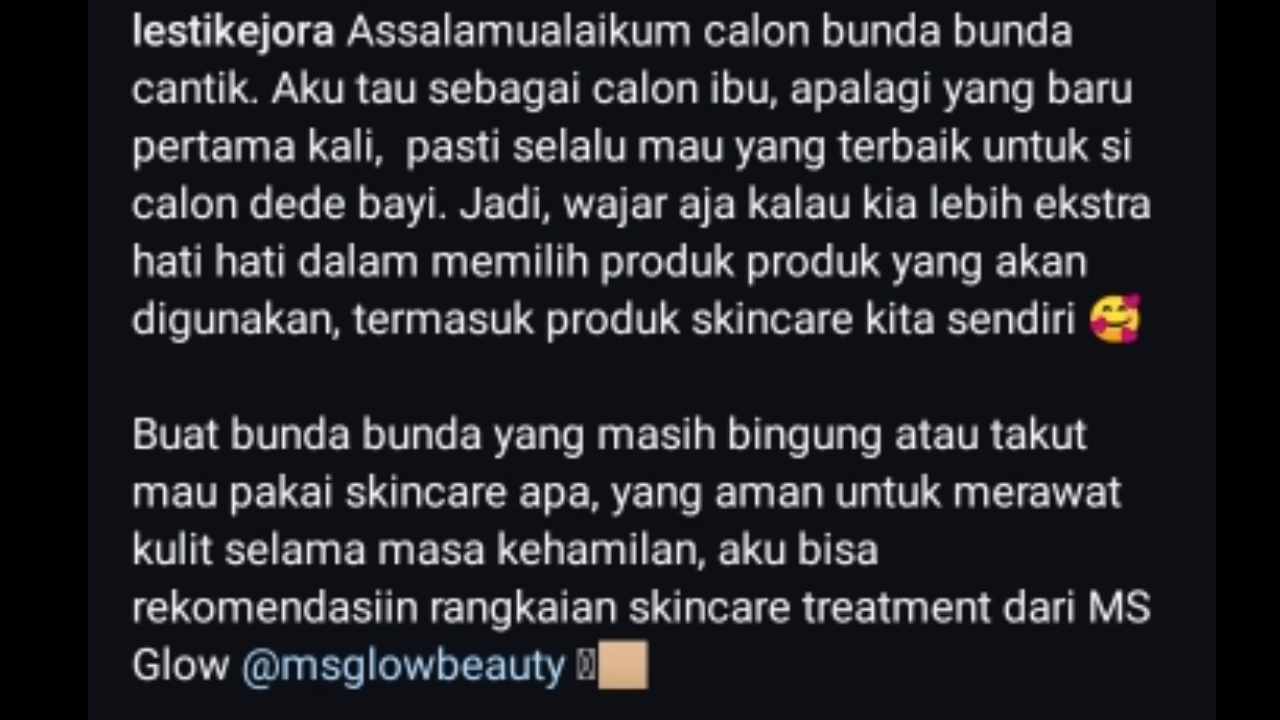 lestikejora Assalamualaikum calon bunda bunda
cantik. Aku tau sebagai calon ibu, apalagi yang baru
pertama kali,  pasti selalu mau yang terbaik untuk si
calon dede bayi. Jadi, wajar aja kalau kia lebih ekstra
hati hati dalam memilih produk produk yang akan
digunakan, termasuk produk skincare kita sendiri 🥰
Buat bunda bunda yang masih bingung atau takut
mau pakai skincare apa, yang aman untuk merawat
kulit selama masa kehamilan, aku bisa
rekomendasiin rangkaian skincare treatment dari MS
Glow @msglowbeauty